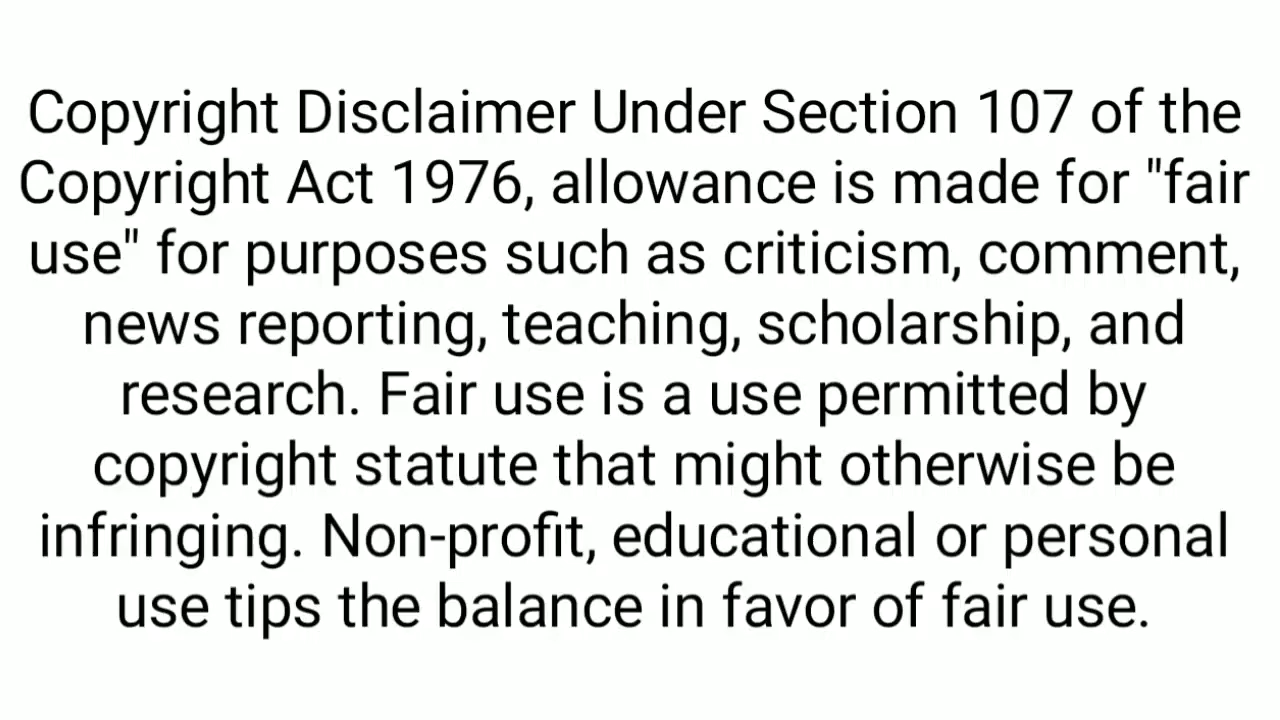 Copyright Disclaimer Under Section 107 of the
Copyright Act 1976, allowance is made for "fair
use" for purposes such as criticism, comment,
news reporting, teaching, scholarship, and
research. Fair use is a use permitted by
copyright statute that might otherwise be
infringing. Non-profit, educational or personal
use tips the balance in favor of fair use.